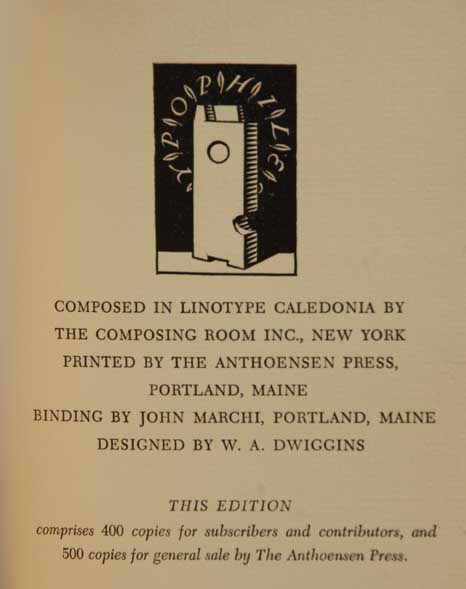 TYPOPHILES
COMPOSED IN LINOTYPE CALEDONIA BY
THE COMPOSING ROOM INC., NEW YORK
PRINTED BY THE ANTHOENSEN PRESS,
PORTLAND, MAINE
BINDING BY JOHN MARCHI, PORTLAND, MAINE
DESIGNED BY W. A. DWIGGINS
THIS EDITION
comprises 400 copies for subscribers and contributors, and
500 copies for general sale by The Anthoensen Press.